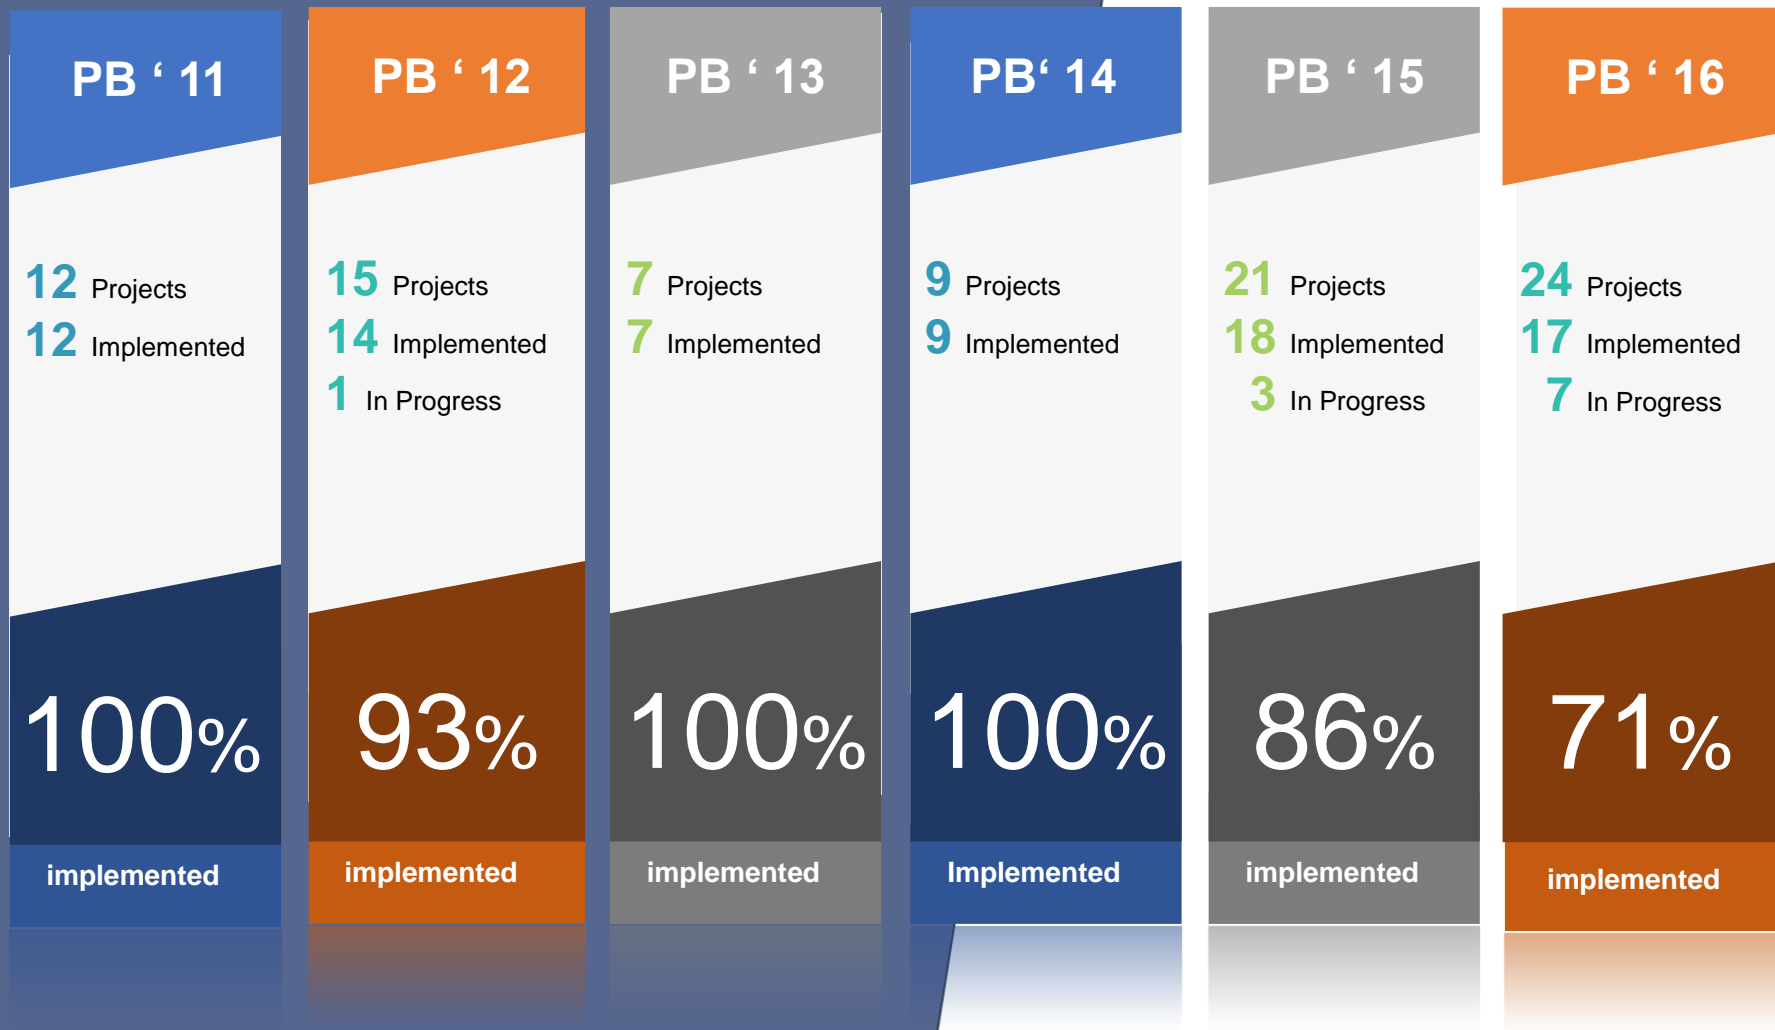 PB ‘ 11
12 Projects
12 Implemented
100%
implemented
PB ‘ 12
15 Projects
14 Implemented
1 In Progress
93%
implemented
PB ‘ 13
7 Projects
7 Implemented
100%
implemented
PB‘ 14
9 Projects
9 Implemented
100%
Implemented
PB ‘ 15
21 Projects
18 Implemented
3 In Progress
86%
implemented
PB ‘ 16
24 Projects
17 Implemented
7 In Progress
71%
implemented